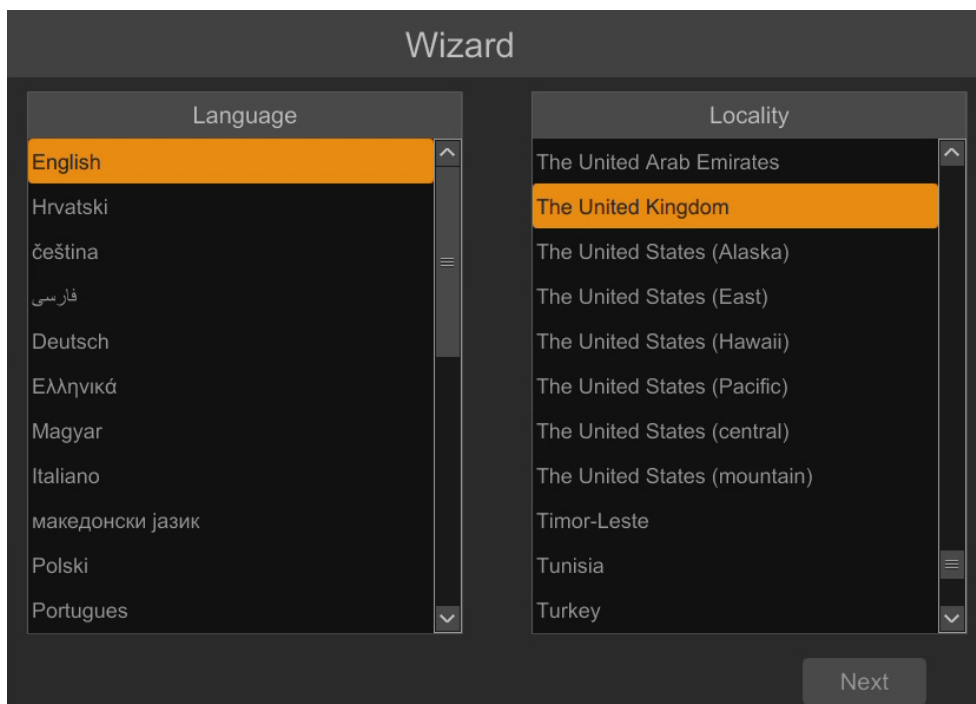 Wizard
Language
English
Hrvatski
čeština
فارسی
Deutsch
Ελληνικά
Magyar
Italiano
македонски јазик
Polski
Portugues
Locality
The United Arab Emirates
The United Kingdom
The United States (Alaska)
The United States (East)
The United States (Hawaii)
The United States (Pacific)
The United States (central)
The United States (mountain)
Timor-Leste
Tunisia
Turkey
Next